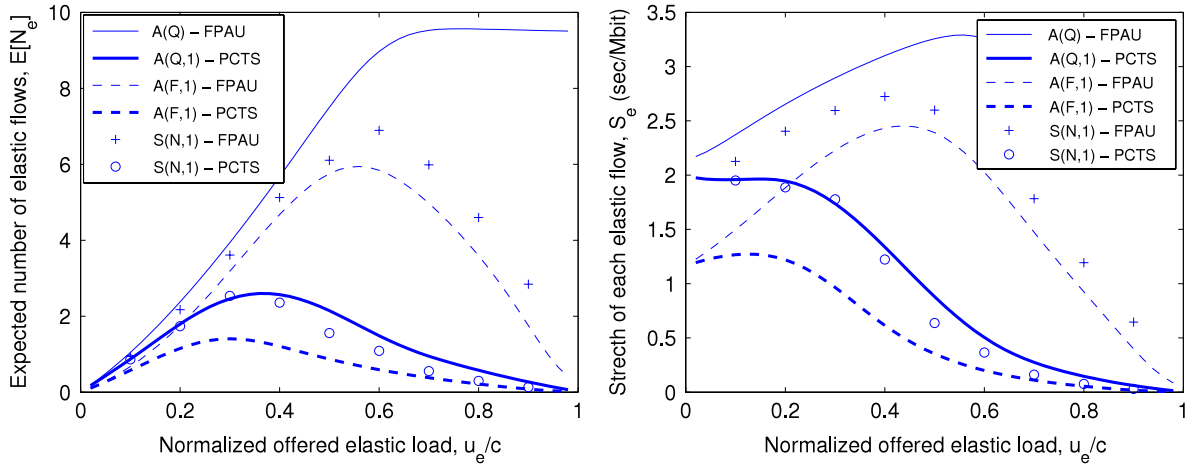 10
8
6
4
2
0
0
0.2
0.4
0.6
0.8
1
Expected number of elastic flows, E[N_e]
Normalized offered elastic load, u_e/c
A(Q) – FPAU
A(Q,1) – PCTS
A(F,1) – FPAU
A(F,1) – PCTS
S(N,1) – FPAU
S(N,1) – PCTS
3.5
3
2.5
2
1.5
1
0.5
0
0
0.2
0.4
0.6
0.8
1
Strecth of each elastic flow, S_e (sec/Mbit)
Normalized offered elastic load, u_e/c
A(Q) – FPAU
A(Q,1) – PCTS
A(F,1) – FPAU
A(F,1) – PCTS
S(N,1) – FPAU
S(N,1) – PCTS